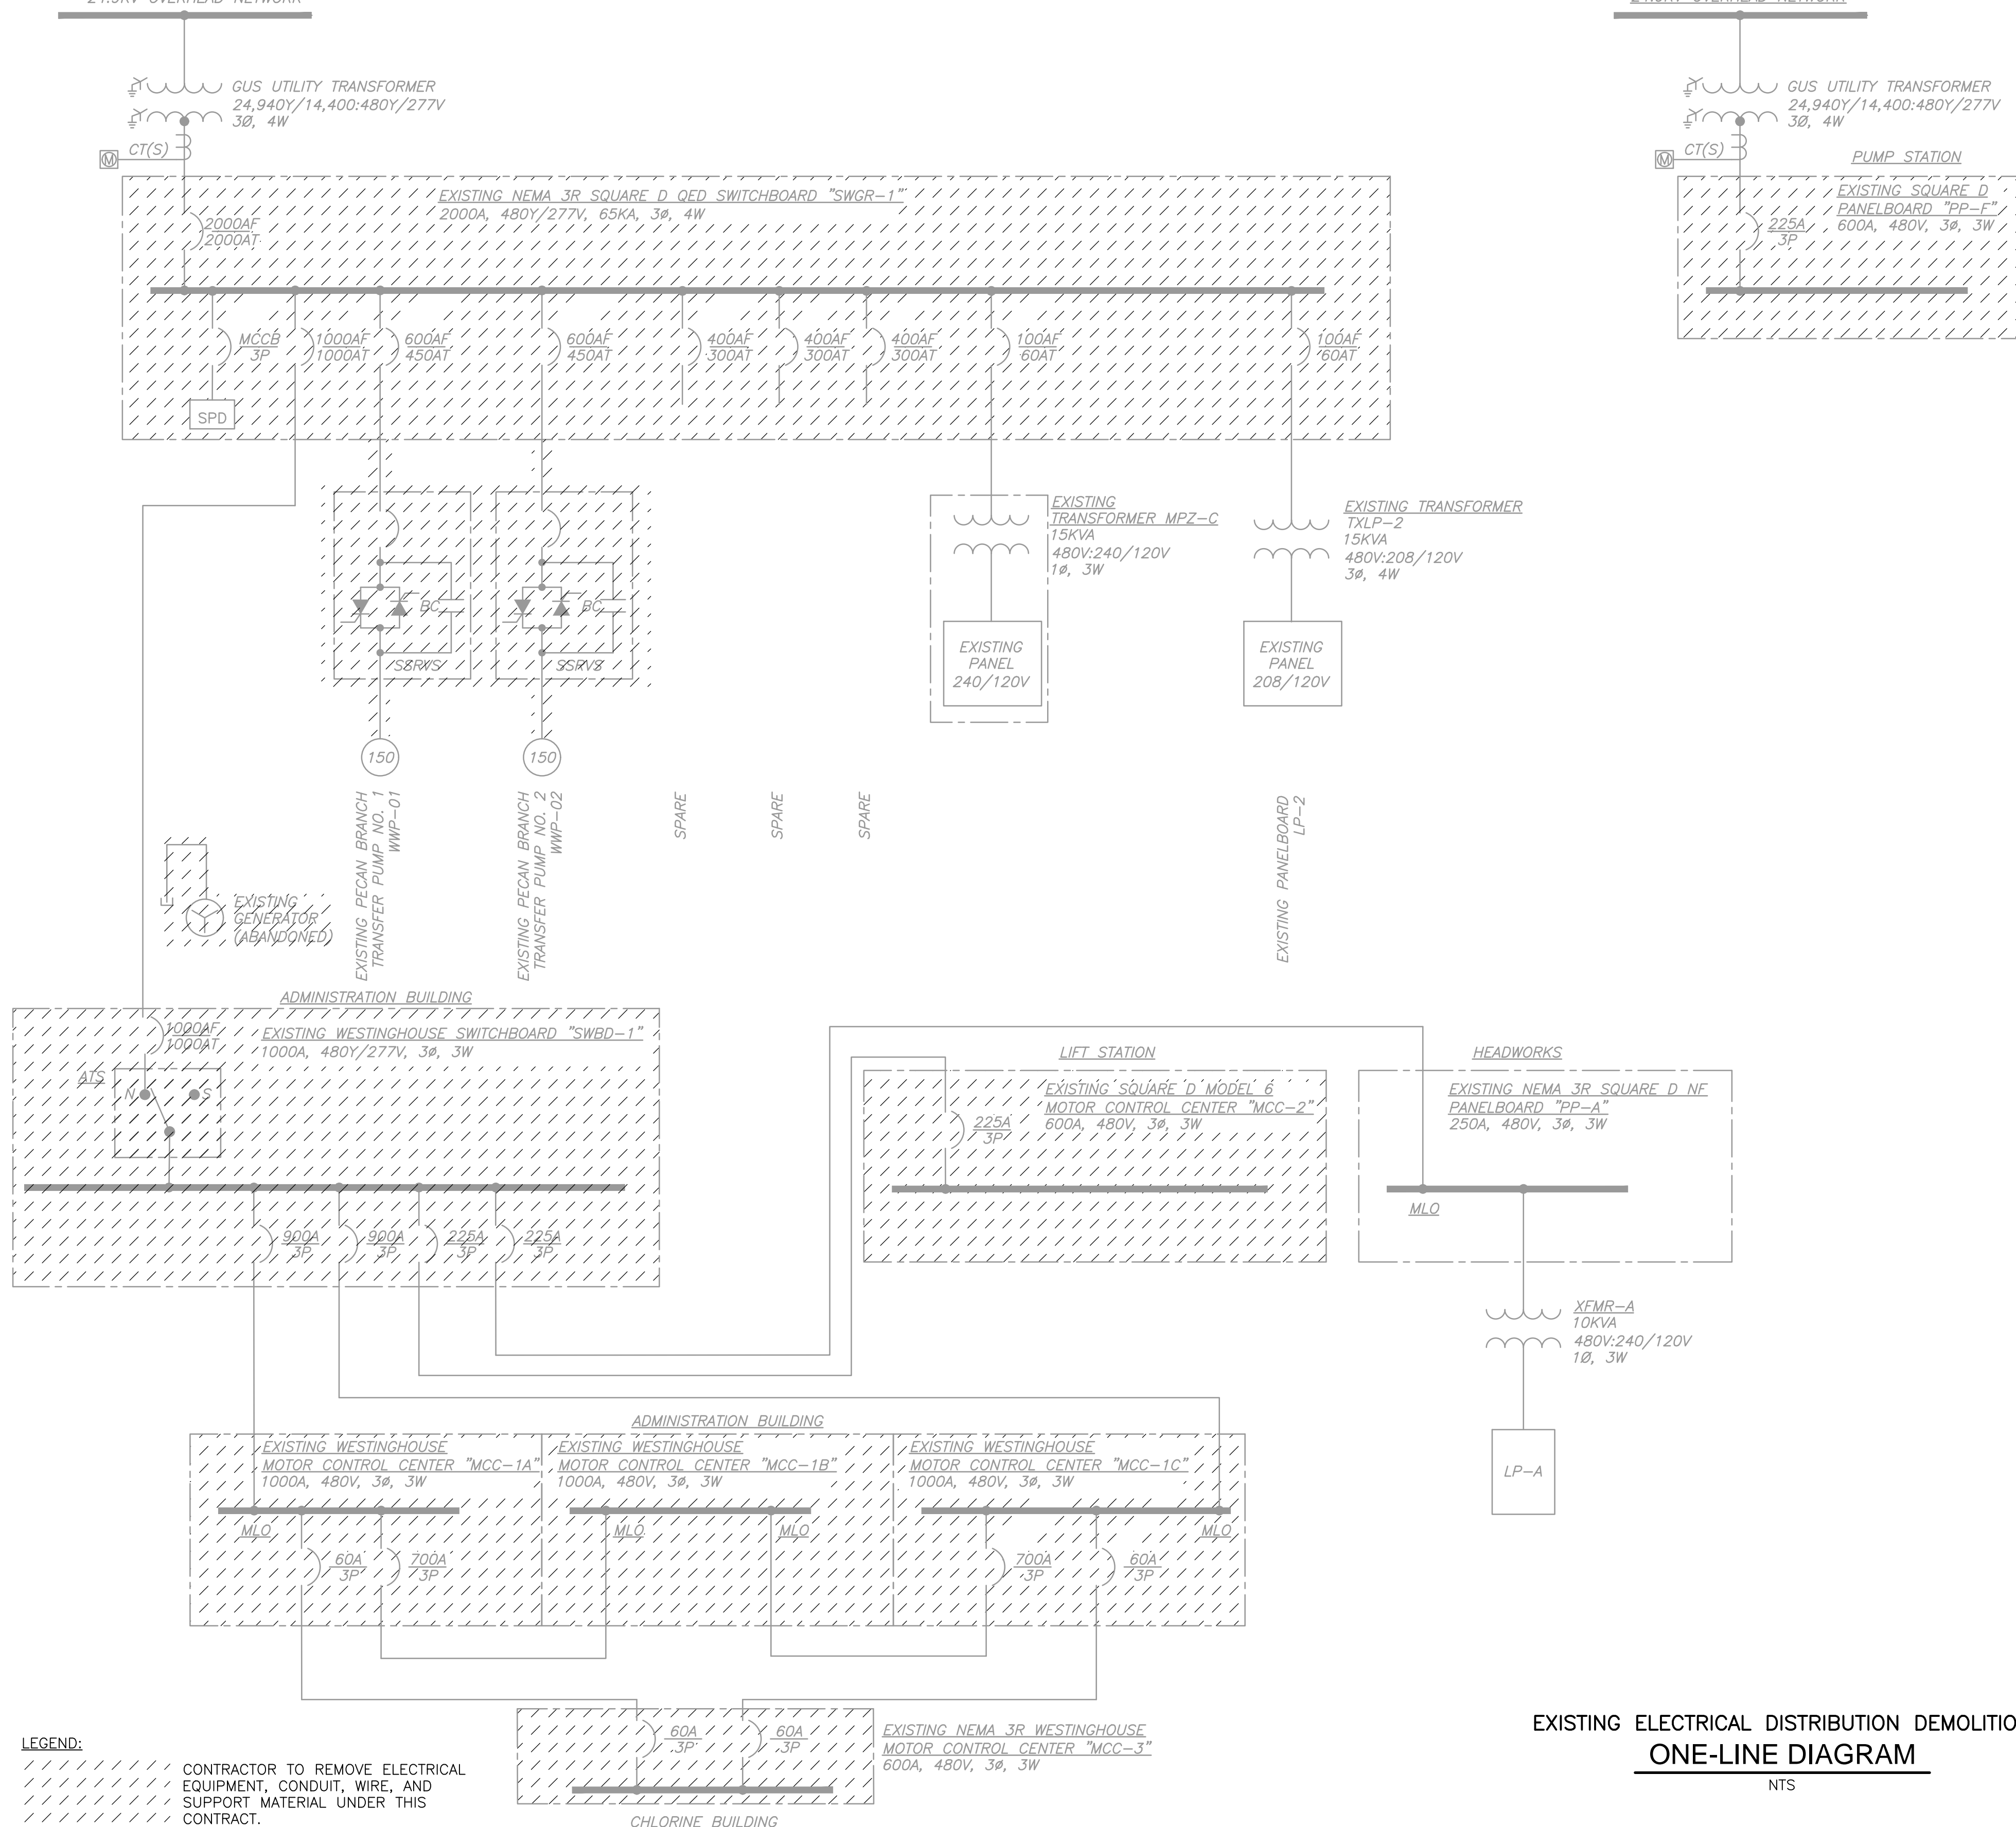 GUS UTILITY TRANSFORMER
24,940Y/14,400:480Y/277V
3Ø, 4W
CT(S)
M
GUS UTILITY TRANSFORMER
24,940Y/14,400:480Y/277V
3Ø, 4W
CT(S)
M
PUMP STATION
EXISTING NEMA 3R SQUARE D QED SWITCHBOARD "SWGR-1"
2000A, 480Y/277V, 65KA, 3ø, 4W
2000AF
2000AT
EXISTING SQUARE D
PANELBOARD "PP-F"
600A, 480V, 3ø, 3W
225A
3P
MCCB
3P
1000AF
1000AT
600AF
450AT
600AF
450AT
400AF
300AT
400AF
300AT
400AF
300AT
100AF
60AT
100AF
60AT
SPD
BC
SSRVS
BC
SSRVS
EXISTING
TRANSFORMER MPZ-C
15KVA
480V:240/120V
1ø, 3W
EXISTING
PANEL
240/120V
EXISTING TRANSFORMER
TXLP-2
15KVA
480V:208/120V
3ø, 4W
EXISTING
PANEL
208/120V
150
150
EXISTING PECAN BRANCH
TRANSFER PUMP NO. 1
WWP-01
EXISTING PECAN BRANCH
TRANSFER PUMP NO. 2
WWP-02
SPARE
SPARE
SPARE
EXISTING PANELBOARD
LP-2
EXISTING
GENERATOR
(ABANDONED)
ADMINISTRATION BUILDING
EXISTING WESTINGHOUSE SWITCHBOARD "SWBD-1"
1000A, 480Y/277V, 3ø, 3W
1000AF
1000AT
ATS
N
S
900A
3P
900A
3P
225A
3P
225A
3P
LIFT STATION
EXISTING SQUARE D MODEL 6
MOTOR CONTROL CENTER "MCC-2"
600A, 480V, 3ø, 3W
225A
3P
HEADWORKS
EXISTING NEMA 3R SQUARE D NF
PANELBOARD "PP-A"
250A, 480V, 3ø, 3W
MLO
XFMR-A
10KVA
480V:240/120V
1Ø, 3W
LP-A
ADMINISTRATION BUILDING
EXISTING WESTINGHOUSE
MOTOR CONTROL CENTER "MCC-1A"
1000A, 480V, 3ø, 3W
MLO
60A
3P
700A
3P
EXISTING WESTINGHOUSE
MOTOR CONTROL CENTER "MCC-1B"
1000A, 480V, 3ø, 3W
MLO
MLO
EXISTING WESTINGHOUSE
MOTOR CONTROL CENTER "MCC-1C"
1000A, 480V, 3ø, 3W
MLO
700A
3P
60A
3P
60A
3P
60A
3P
EXISTING NEMA 3R WESTINGHOUSE
MOTOR CONTROL CENTER "MCC-3"
600A, 480V, 3ø, 3W
CHLORINE BUILDING
LEGEND:
CONTRACTOR TO REMOVE ELECTRICAL
EQUIPMENT, CONDUIT, WIRE, AND
SUPPORT MATERIAL UNDER THIS
CONTRACT.
EXISTING ELECTRICAL DISTRIBUTION DEMOLITIO
ONE-LINE DIAGRAM
NTS